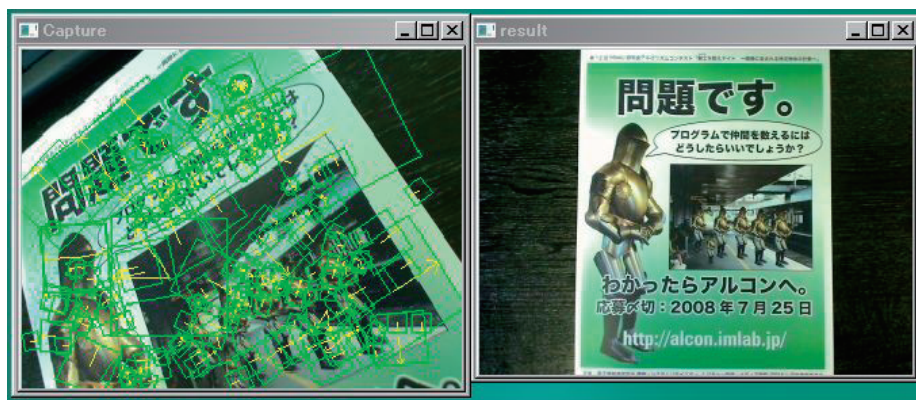 Capture
result
問題です。
プログラムで仲間を数えるには
どうしたらいいでしょうか？
わかったらアルコンへ。
応募〆切：2008年7月25日
http://alcon.imlab.jp/